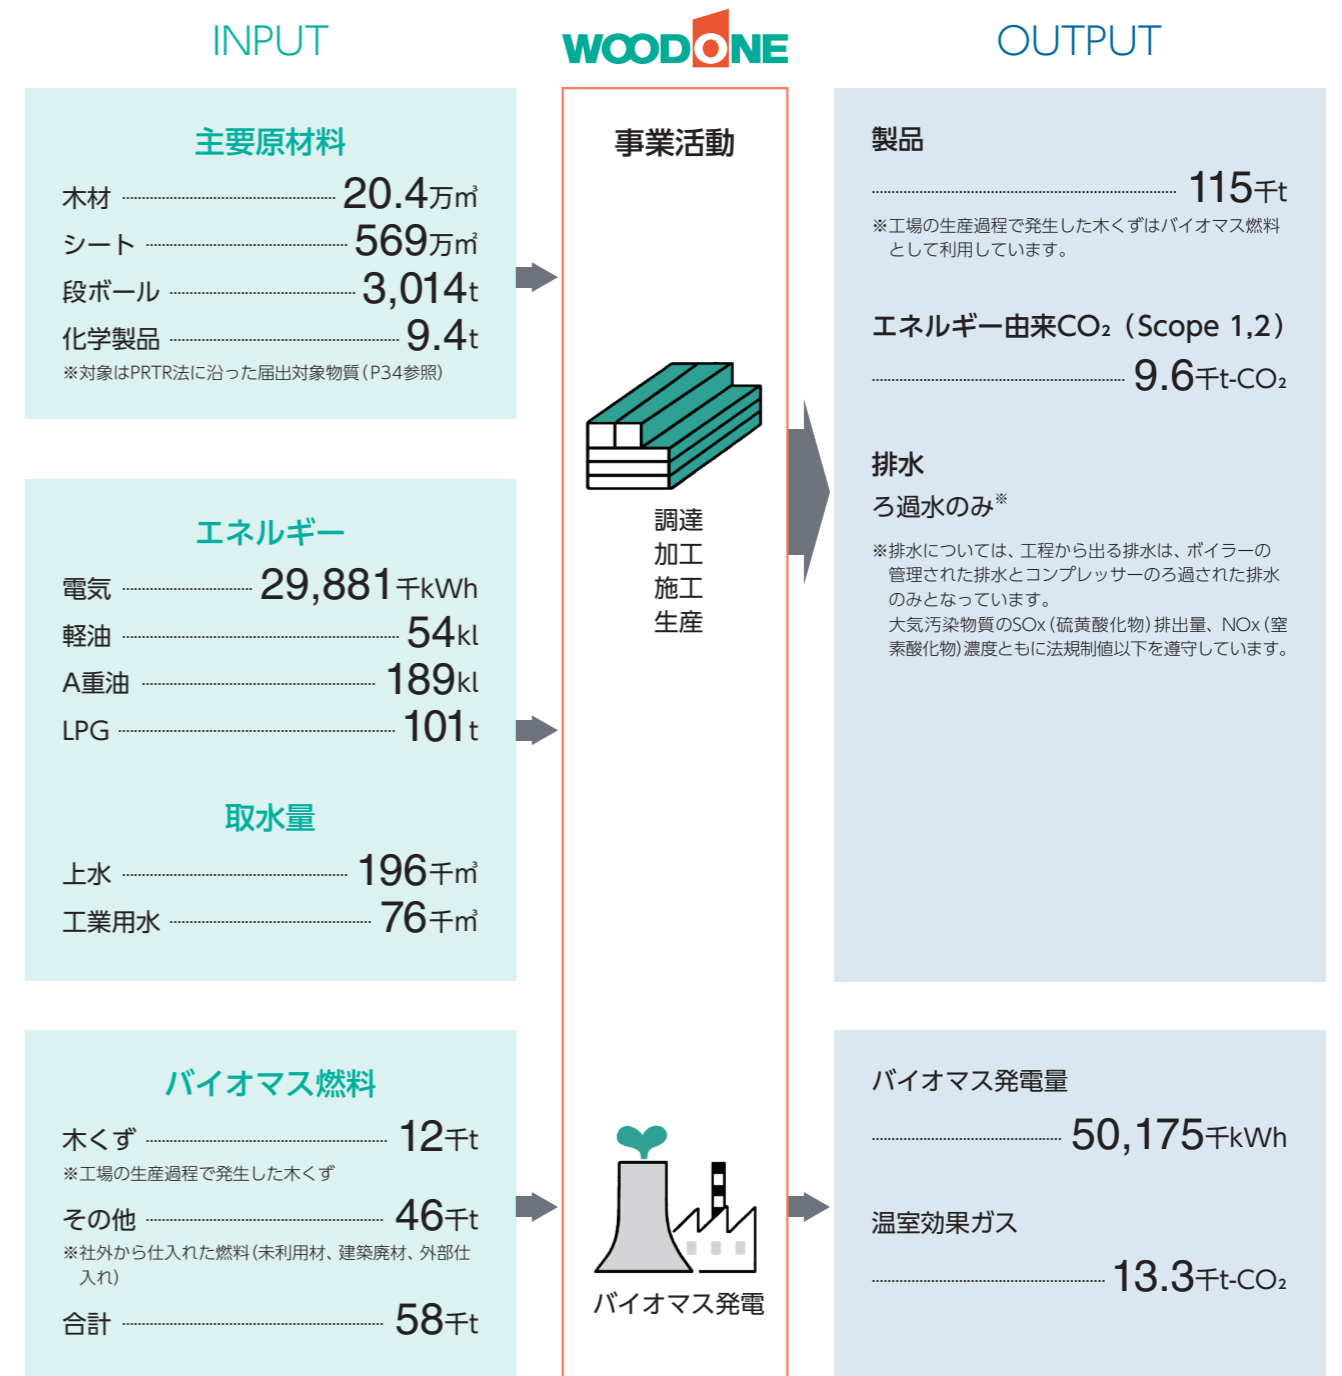 INPUT
主要原材料
木材 20.4万㎥
シート 569万㎡
段ボール 3,014t
化学製品 9.4t
※対象はPRTR法に沿った届出対象物質(P34参照)
エネルギー
電気 29,881千kWh
軽油 54kl
A重油 189kl
LPG 101t
取水量
上水 196千㎥
工業用水 76千㎥
バイオマス燃料
木くず 12千t
※工場の生産過程で発生した木くず
その他 46千t
※社外から仕入れた燃料(未利用材、建築廃材、外部仕
入れ)
合計 58千t
WOODONE
事業活動
調達
加工
施工
生産
バイオマス発電
OUTPUT
製品
115千t
※工場の生産過程で発生した木くずはバイオマス燃料
として利用しています。
エネルギー由来CO₂（Scope 1,2）
9.6千t-CO₂
排水
ろ過水のみ※
※排水については、工程から出る排水は、ボイラーの
管理された排水とコンプレッサーのろ過された排水
のみとなっています。
大気汚染物質のSOx(硫黄酸化物)排出量、NOx(窒
素酸化物)濃度ともに法規制値以下を遵守しています。
バイオマス発電量
50,175千kWh
温室効果ガス
13.3千t-CO₂